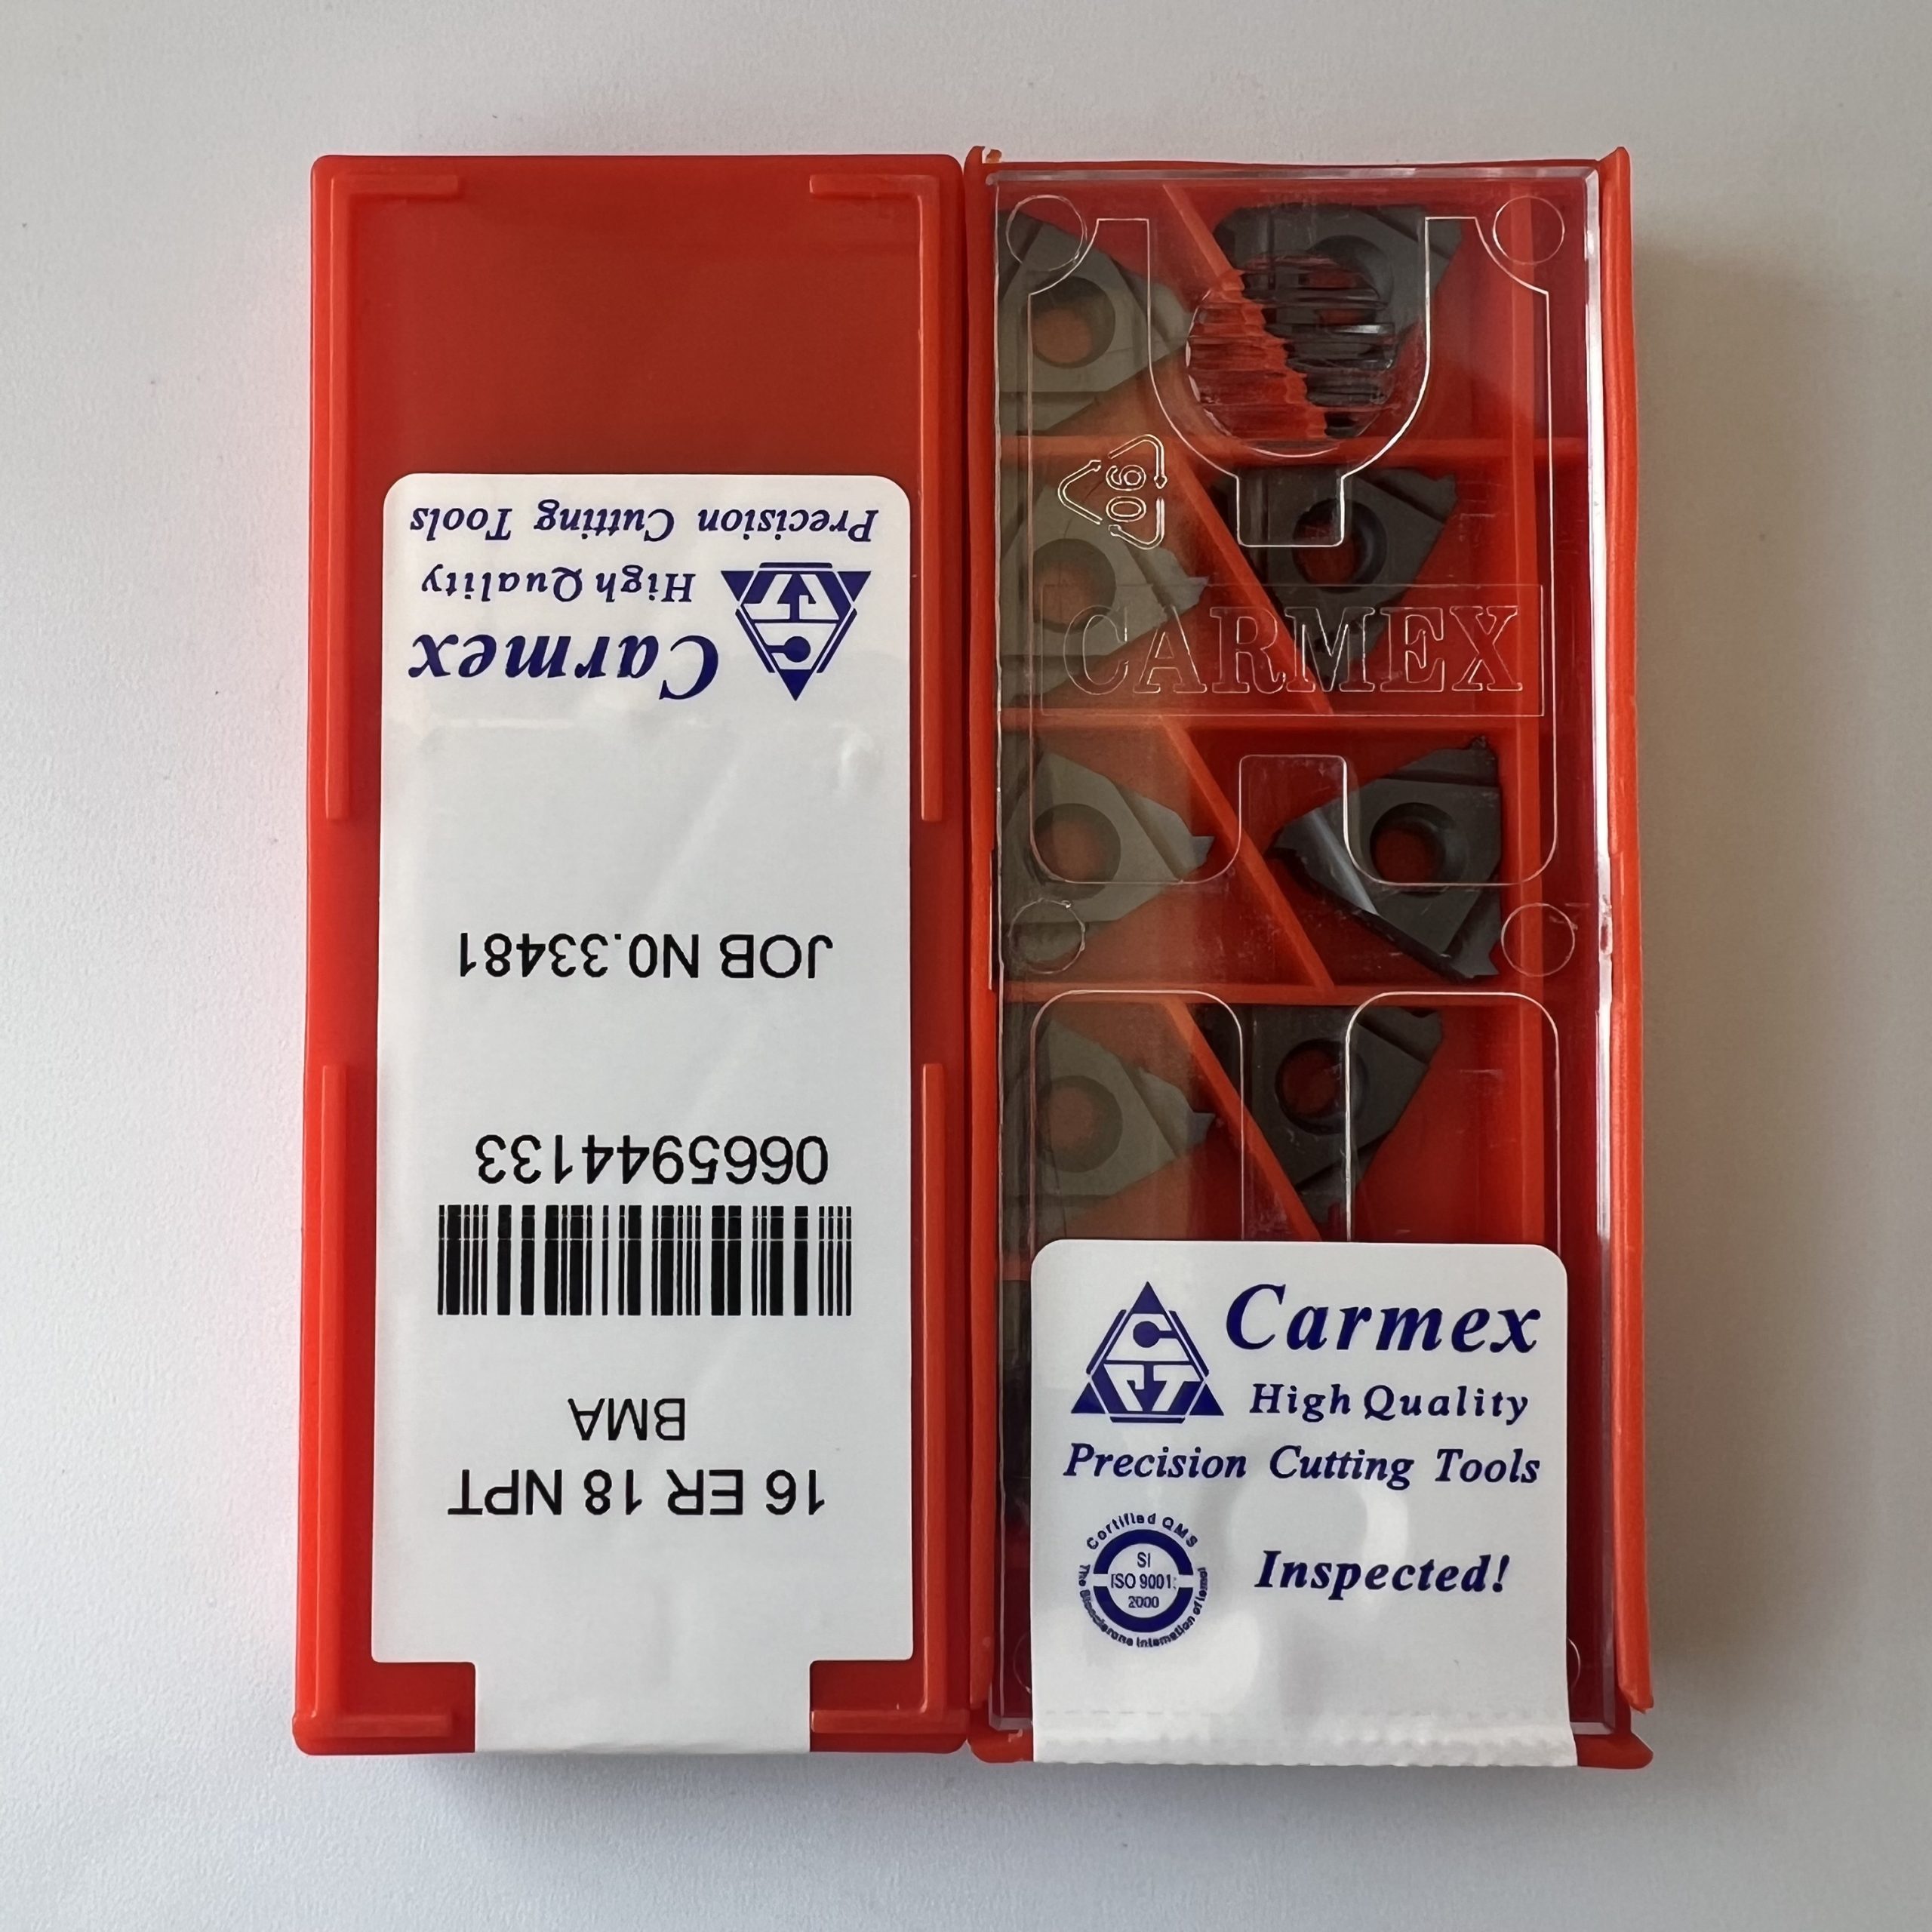 Carmex
High Quality
Precision Cutting Tools
JOB N0.33481
0665944133
16 ER 18 NPT
BMA
06
CARMEX
Carmex
High Quality
Precision Cutting Tools
Certified QMS
SI
ISO 9001:
2000
Inspected!